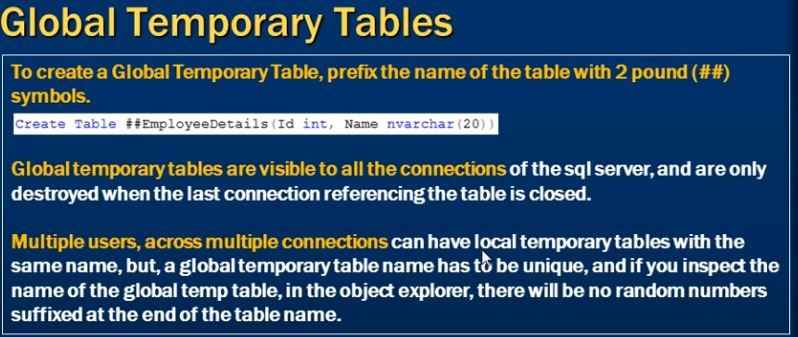 Global Temporary Tables
To create a Global Temporary Table, prefix the name of the table with 2 pound (##)
symbols.
Create Table ##EmployeeDetails(Id int, Name nvarchar(20))
Global temporary tables are visible to all the connections of the sql server, and are only
destroyed when the last connection referencing the table is closed.
Multiple users, across multiple connections can have local temporary tables with the
same name, but, a global temporary table name has to be unique, and if you inspect the
name of the global temp table, in the object explorer, there will be no random numbers
suffixed at the end of the table name.